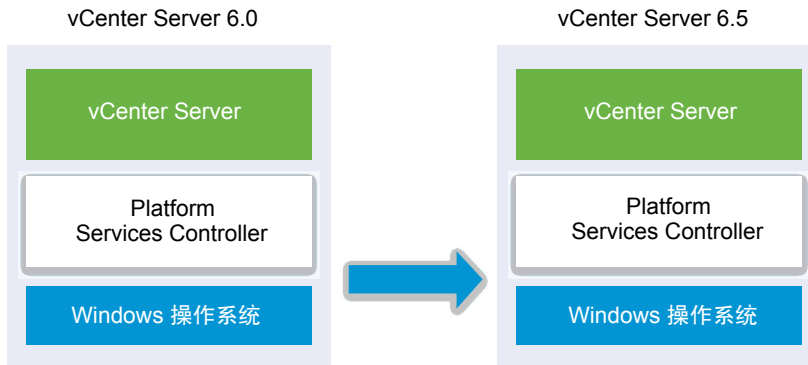 vCenter Server 6.0
vCenter Server
Platform
Services Controller
Windows 操作系统
vCenter Server 6.5
vCenter Server
Platform
Services Controller
Windows 操作系统